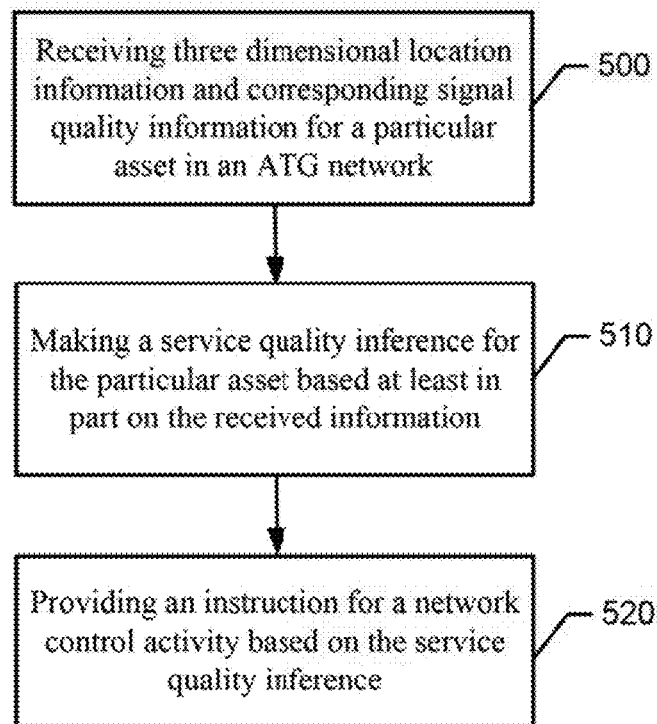 Receiving three dimensional location
information and corresponding signal
quality information for a particular
asset in an ATG network
500
Making a service quality inference for
the particular asset based at least in
part on the received information
510
Providing an instruction for a network
control activity based on the service
quality inference
520